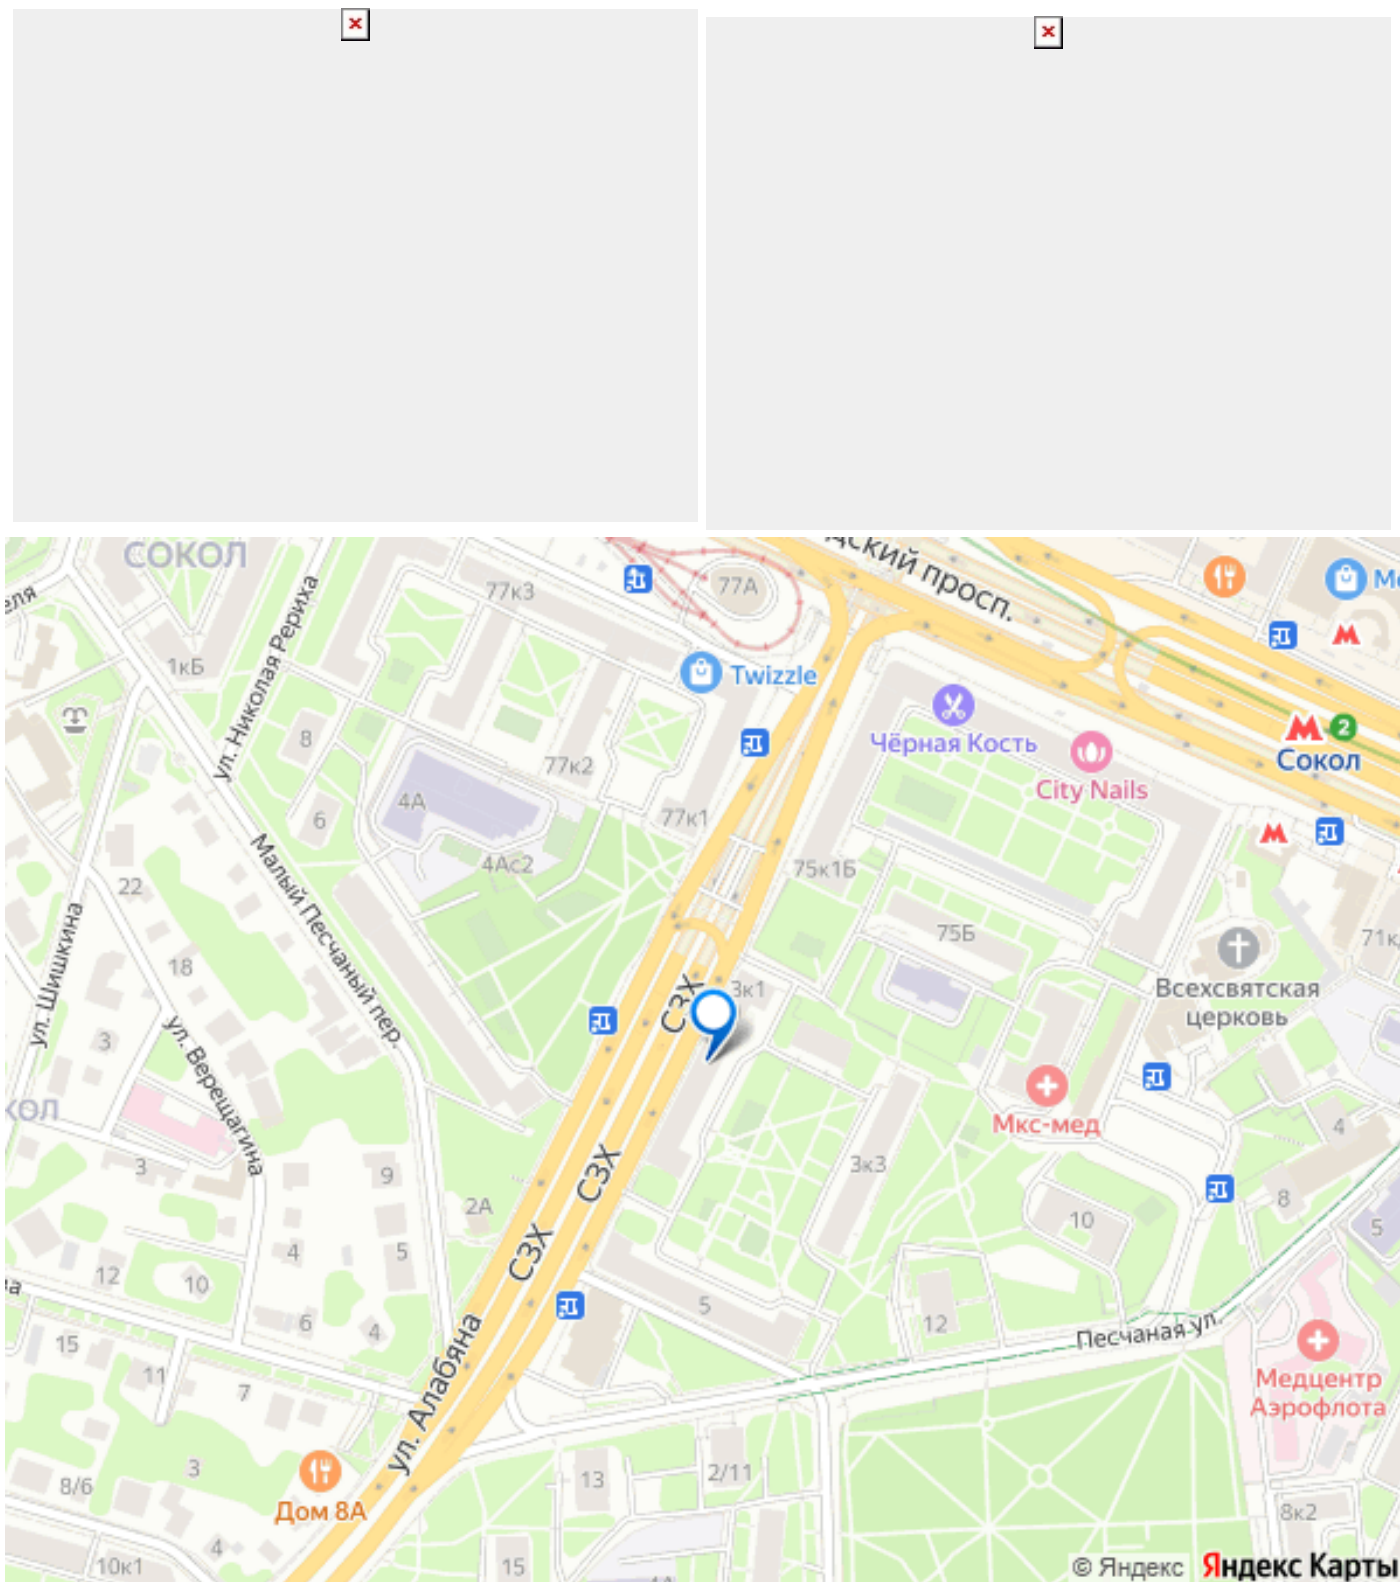 СОКОЛ
77к3
77А
дский просп.
еля
1кБ
ул. Николая Рериха
Twizzle
8
77к2
Чёрная Кость
2
Сокол
City Nails
4А
6
77к1
4Ас2
75к1Б
22
Малый Песчаный пер.
75Б
71к
ул. Шишкина
18
Всехсвятская
церковь
СЗХ
3к1
3
ул. Верещагина
Мкс-мед
4
3
9
3к3
2А
СЗХ
8
10
5
4
5
СЗХ
12
10
5
6
4
12
Песчаная ул.
15
11
7
ул. Алабяна
Медцентр
Аэрофлота
3
8/6
Дом 8А
13
2/11
8к2
4
10к1
15
© Яндекс Яндекс Карты